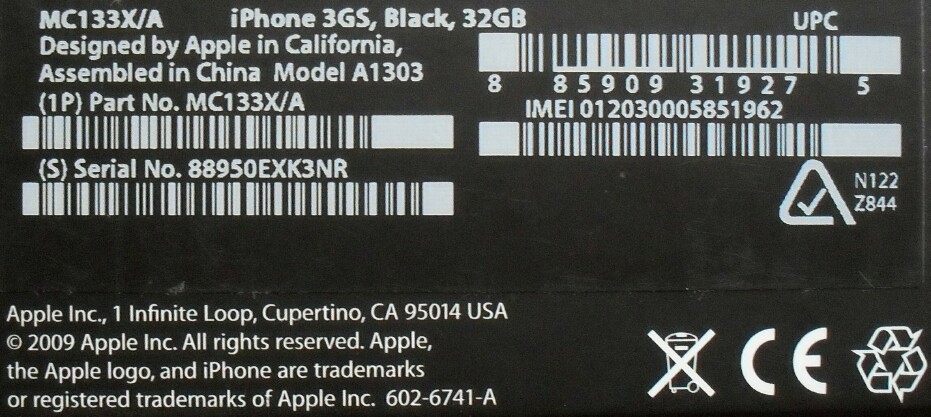 MC133X/A iPhone 3GS, Black, 32GB
Designed by Apple in California,
Assembled in China Model A1303
(1P) Part No. MC133X/A
(S) Serial No. 88950EXK3NR
UPC
8 85909 31927 5
IMEI 012030005851962
N122
Z844
Apple Inc., 1 Infinite Loop, Cupertino, CA 95014 USA
© 2009 Apple Inc. All rights reserved. Apple,
the Apple logo, and iPhone are trademarks
or registered trademarks of Apple Inc. 602-6741-A
CE